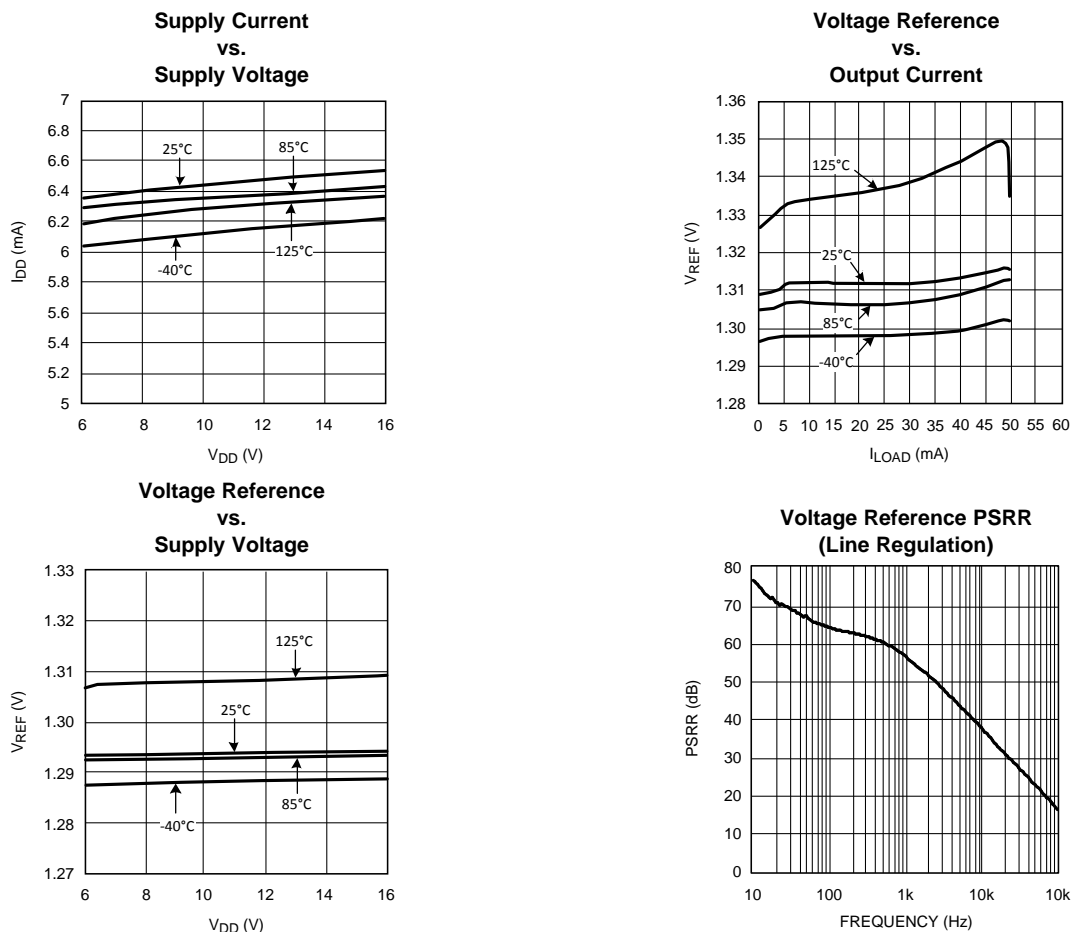 Supply Current
vs.
Supply Voltage
7
6.8
6.6
6.4
6.2
6
5.8
5.6
5.4
5.2
5
I_DD (mA)
25°C
85°C
125°C
-40°C
6
8
10
12
14
16
V_DD (V)
Voltage Reference
vs.
Output Current
1.36
1.35
1.34
1.33
1.32
1.31
1.30
1.29
1.28
V_REF (V)
125°C
25°C
85°C
-40°C
0
5
10
15
20
25
30
35
40
45
50
55
60
I_LOAD (mA)
Voltage Reference
vs.
Supply Voltage
1.33
1.32
1.31
1.30
1.29
1.28
1.27
V_REF (V)
125°C
25°C
85°C
-40°C
6
8
10
12
14
16
V_DD (V)
Voltage Reference PSRR
(Line Regulation)
80
70
60
50
40
30
20
10
0
PSRR (dB)
10
100
1k
10k
10k
FREQUENCY (Hz)